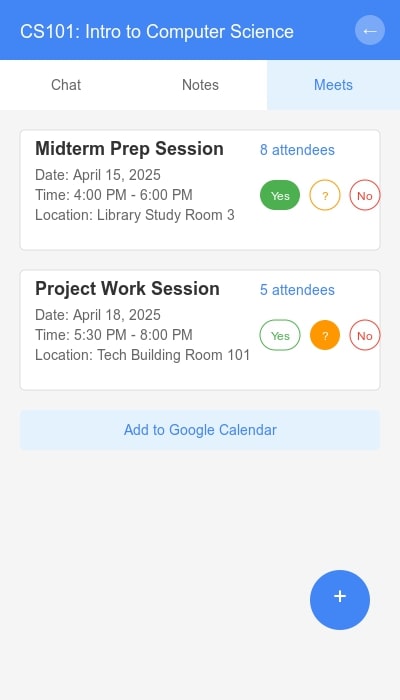 CS101: Intro to Computer Science ←
Chat Notes Meets
Midterm Prep Session 8 attendees
Date: April 15, 2025
Time: 4:00 PM - 6:00 PM Yes ? No
Location: Library Study Room 3
Project Work Session 5 attendees
Date: April 18, 2025
Time: 5:30 PM - 8:00 PM Yes ? No
Location: Tech Building Room 101
Add to Google Calendar
+